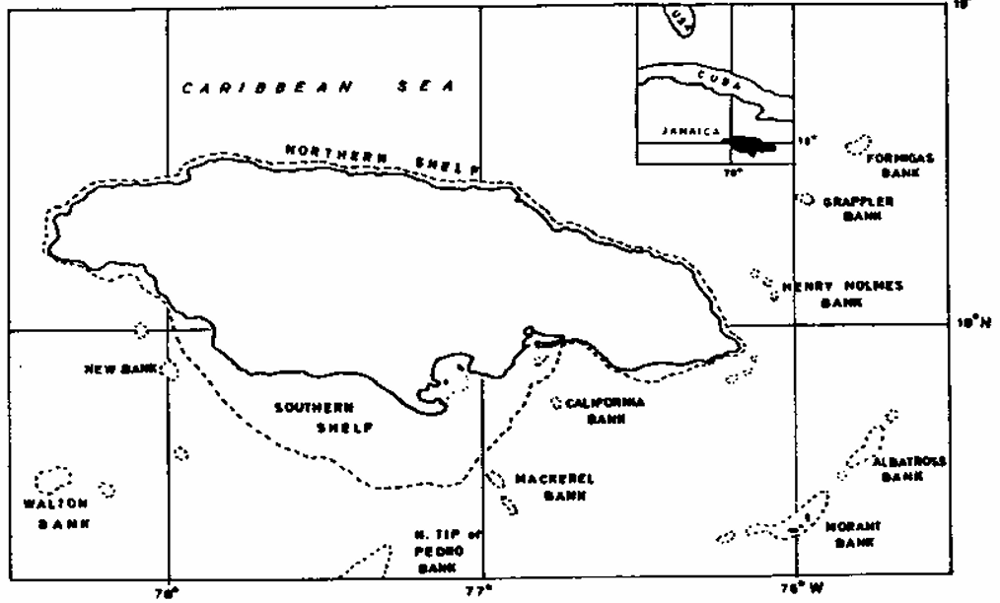 19°
USA
CUBA
JAMAICA
18°
78°
CARIBBEAN SEA
NORTHERN SHELF
FORMIGAS
BANK
GRAPPLER
BANK
HENRY HOLMES
BANK
18°N
NEW BANK
SOUTHERN
SHELF
CALIFORNIA
BANK
ALBATROSS
BANK
WALTON
BANK
MACKEREL
BANK
MORANT
BANK
N. TIP of
PEDRO
BANK
78°
77°
76° W